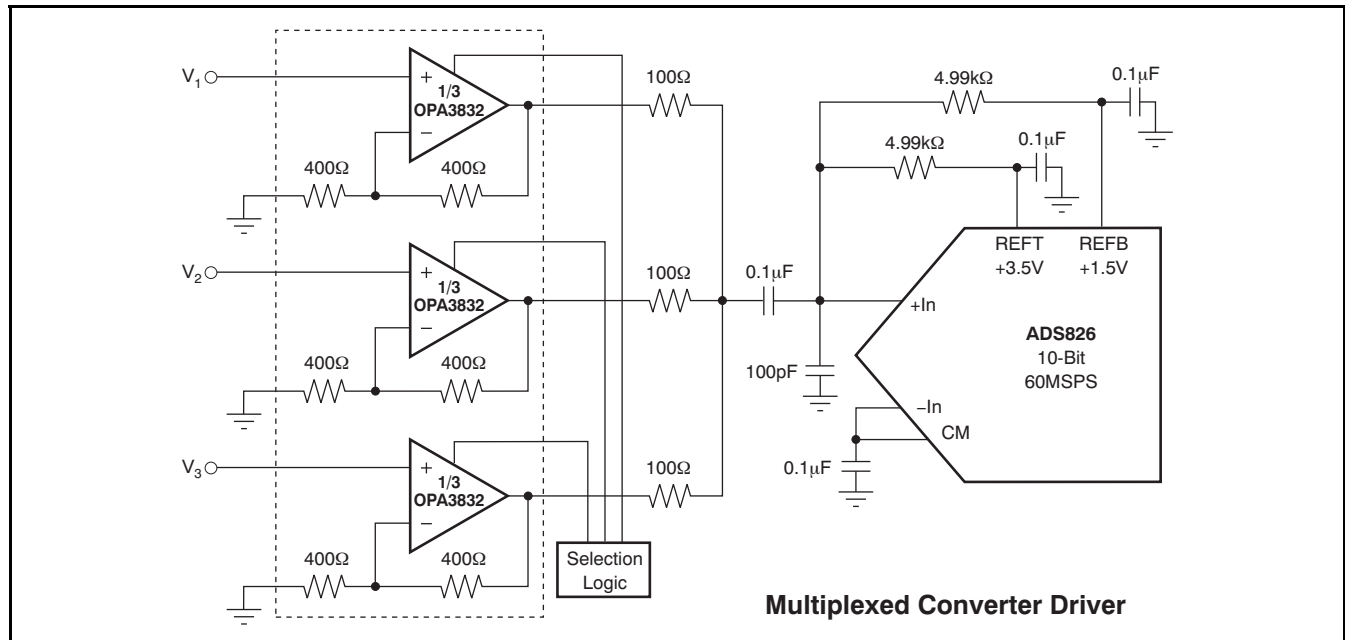 V1
+
1/3
OPA3832
−
400Ω
400Ω
100Ω
V2
+
1/3
OPA3832
−
400Ω
400Ω
100Ω
V3
+
1/3
OPA3832
−
400Ω
400Ω
100Ω
Selection
Logic
0.1μF
100pF
4.99kΩ
0.1μF
4.99kΩ
0.1μF
REFT
+3.5V
REFB
+1.5V
+In
ADS826
10-Bit
60MSPS
−In
CM
0.1μF
Multiplexed Converter Driver